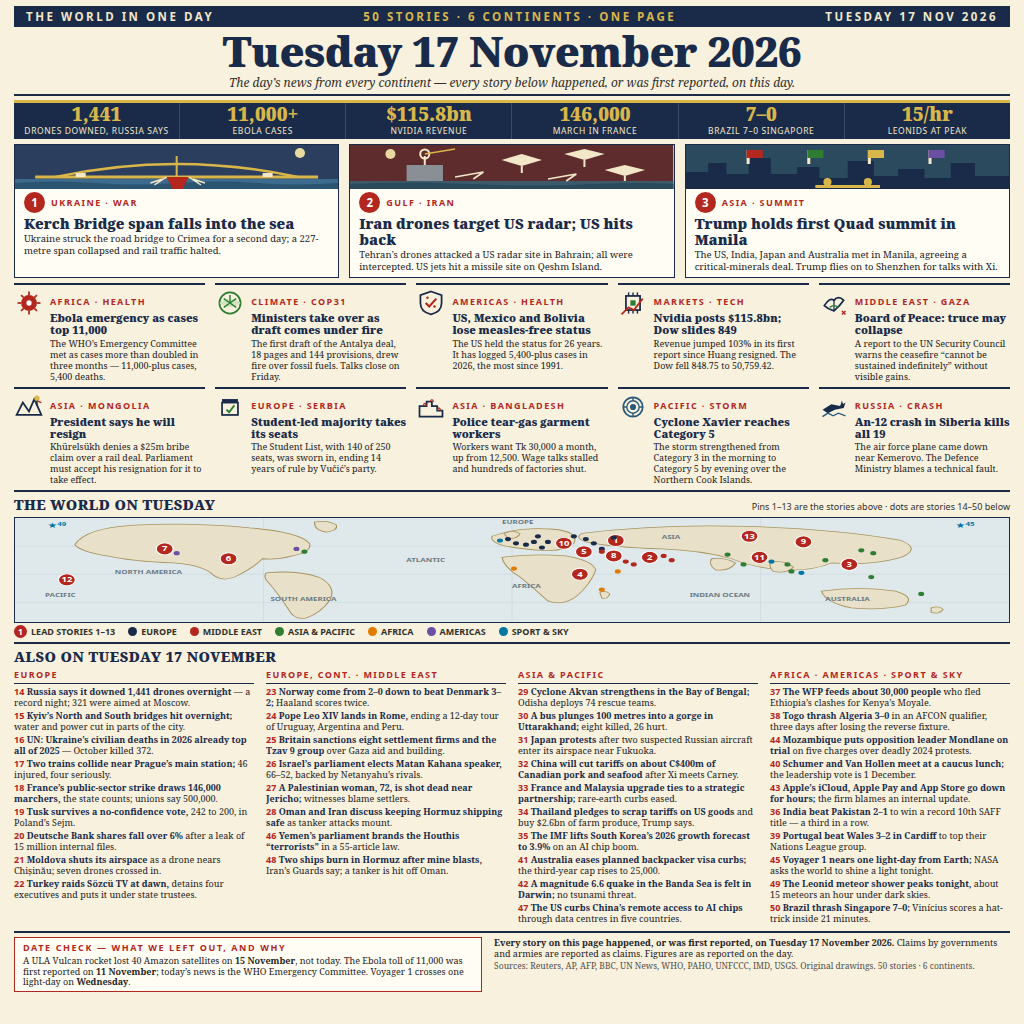 THE WORLD IN ONE DAY
50 STORIES · 6 CONTINENTS · ONE PAGE
TUESDAY 17 NOV 2026
Tuesday 17 November 2026
The day's news from every continent — every story below happened, or was first reported, on this day.
1,441
DRONES DOWNED, RUSSIA SAYS
11,000+
EBOLA CASES
$115.8bn
NVIDIA REVENUE
146,000
MARCH IN FRANCE
7–0
BRAZIL 7–0 SINGAPORE
15/hr
LEONIDS AT PEAK
1 UKRAINE · WAR
Kerch Bridge span falls into the sea
Ukraine struck the road bridge to Crimea for a second day; a 227-
metre span collapsed and rail traffic halted.
2 GULF · IRAN
Iran drones target US radar; US hits
back
Tehran's drones attacked a US radar site in Bahrain; all were
intercepted. US jets hit a missile site on Qeshm Island.
3 ASIA · SUMMIT
Trump holds first Quad summit in
Manila
The US, India, Japan and Australia met in Manila, agreeing a
critical-minerals deal. Trump flies on to Shenzhen for talks with Xi.
AFRICA · HEALTH
Ebola emergency as cases
top 11,000
The WHO's Emergency Committee
met as cases more than doubled in
three months — 11,000-plus cases,
5,400 deaths.
CLIMATE · COP31
Ministers take over as
draft comes under fire
The first draft of the Antalya deal,
18 pages and 144 provisions, drew
fire over fossil fuels. Talks close on
Friday.
AMERICAS · HEALTH
US, Mexico and Bolivia
lose measles-free status
The US held the status for 26 years.
It has logged 5,400-plus cases in
2026, the most since 1991.
MARKETS · TECH
Nvidia posts $115.8bn;
Dow slides 849
Revenue jumped 103% in its first
report since Huang resigned. The
Dow fell 848.75 to 50,759.42.
MIDDLE EAST · GAZA
Board of Peace: truce may
collapse
A report to the UN Security Council
warns the ceasefire “cannot be
sustained indefinitely” without
visible gains.
ASIA · MONGOLIA
President says he will
resign
Khürelsükh denies a $25m bribe
claim over a rail deal. Parliament
must accept his resignation for it to
take effect.
EUROPE · SERBIA
Student-led majority takes
its seats
The Student List, with 140 of 250
seats, was sworn in, ending 14
years of rule by Vučić's party.
ASIA · BANGLADESH
Police tear-gas garment
workers
Workers want Tk 30,000 a month,
up from 12,500. Wage talks stalled
and hundreds of factories shut.
PACIFIC · STORM
Cyclone Xavier reaches
Category 5
The storm strengthened from
Category 3 in the morning to
Category 5 by evening over the
Northern Cook Islands.
RUSSIA · CRASH
An-12 crash in Siberia kills
all 19
The air force plane came down
near Kemerovo. The Defence
Ministry blames a technical fault.
THE WORLD ON TUESDAY
Pins 1–13 are the stories above · dots are stories 14–50 below
★49
EUROPE
★45
7
6
10
5
8
2
13
11
9
3
4
12
ASIA
ATLANTIC
NORTH AMERICA
AFRICA
PACIFIC
SOUTH AMERICA
INDIAN OCEAN
AUSTRALIA
1 LEAD STORIES 1–13
EUROPE
MIDDLE EAST
ASIA & PACIFIC
AFRICA
AMERICAS
SPORT & SKY
ALSO ON TUESDAY 17 NOVEMBER
EUROPE
14 Russia says it downed 1,441 drones overnight — a
record night; 321 were aimed at Moscow.
15 Kyiv's North and South bridges hit overnight;
water and power cut in parts of the city.
16 UN: Ukraine's civilian deaths in 2026 already top
all of 2025 — October killed 372.
17 Two trains collide near Prague's main station; 46
injured, four seriously.
18 France's public-sector strike draws 146,000
marchers, the state counts; unions say 500,000.
19 Tusk survives a no-confidence vote, 242 to 200, in
Poland's Sejm.
20 Deutsche Bank shares fall over 6% after a leak of
15 million internal files.
21 Moldova shuts its airspace as a drone nears
Chișinău; seven drones crossed in.
22 Turkey raids Sözcü TV at dawn, detains four
executives and puts it under state trustees.
EUROPE, CONT. · MIDDLE EAST
23 Norway come from 2–0 down to beat Denmark 3–
2; Haaland scores twice.
24 Pope Leo XIV lands in Rome, ending a 12-day tour
of Uruguay, Argentina and Peru.
25 Britain sanctions eight settlement firms and the
Tzav 9 group over Gaza aid and building.
26 Israel's parliament elects Matan Kahana speaker,
66–52, backed by Netanyahu's rivals.
27 A Palestinian woman, 72, is shot dead near
Jericho; witnesses blame settlers.
28 Oman and Iran discuss keeping Hormuz shipping
safe as tanker attacks mount.
46 Yemen's parliament brands the Houthis
“terrorists” in a 55-article law.
48 Two ships burn in Hormuz after mine blasts,
Iran's Guards say; a tanker is hit off Oman.
ASIA & PACIFIC
29 Cyclone Akvan strengthens in the Bay of Bengal;
Odisha deploys 74 rescue teams.
30 A bus plunges 100 metres into a gorge in
Uttarakhand; eight killed, 26 hurt.
31 Japan protests after two suspected Russian aircraft
enter its airspace near Fukuoka.
32 China will cut tariffs on about C$400m of
Canadian pork and seafood after Xi meets Carney.
33 France and Malaysia upgrade ties to a strategic
partnership; rare-earth curbs eased.
34 Thailand pledges to scrap tariffs on US goods and
buy $2.6bn of farm produce, Trump says.
35 The IMF lifts South Korea's 2026 growth forecast
to 3.9% on an AI chip boom.
41 Australia eases planned backpacker visa curbs;
the third-year cap rises to 25,000.
42 A magnitude 6.6 quake in the Banda Sea is felt in
Darwin; no tsunami threat.
47 The US curbs China's remote access to AI chips
through data centres in five countries.
AFRICA · AMERICAS · SPORT & SKY
37 The WFP feeds about 30,000 people who fled
Ethiopia's clashes for Kenya's Moyale.
38 Togo thrash Algeria 3–0 in an AFCON qualifier,
three days after losing the reverse fixture.
44 Mozambique puts opposition leader Mondlane on
trial on five charges over deadly 2024 protests.
40 Schumer and Van Hollen meet at a caucus lunch;
the leadership vote is 1 December.
43 Apple's iCloud, Apple Pay and App Store go down
for hours; the firm blames an internal update.
36 India beat Pakistan 2–1 to win a record 10th SAFF
title — a third in a row.
39 Portugal beat Wales 3–2 in Cardiff to top their
Nations League group.
45 Voyager 1 nears one light-day from Earth; NASA
asks the world to shine a light tonight.
49 The Leonid meteor shower peaks tonight, about
15 meteors an hour under dark skies.
50 Brazil thrash Singapore 7–0; Vinícius scores a hat-
trick inside 21 minutes.
DATE CHECK — WHAT WE LEFT OUT, AND WHY
A ULA Vulcan rocket lost 40 Amazon satellites on 15 November, not today. The Ebola toll of 11,000 was
first reported on 11 November; today's news is the WHO Emergency Committee. Voyager 1 crosses one
light-day on Wednesday.
Every story on this page happened, or was first reported, on Tuesday 17 November 2026. Claims by governments
and armies are reported as claims. Figures are as reported on the day.
Sources: Reuters, AP, AFP, BBC, UN News, WHO, PAHO, UNFCCC, IMD, USGS. Original drawings. 50 stories · 6 continents.